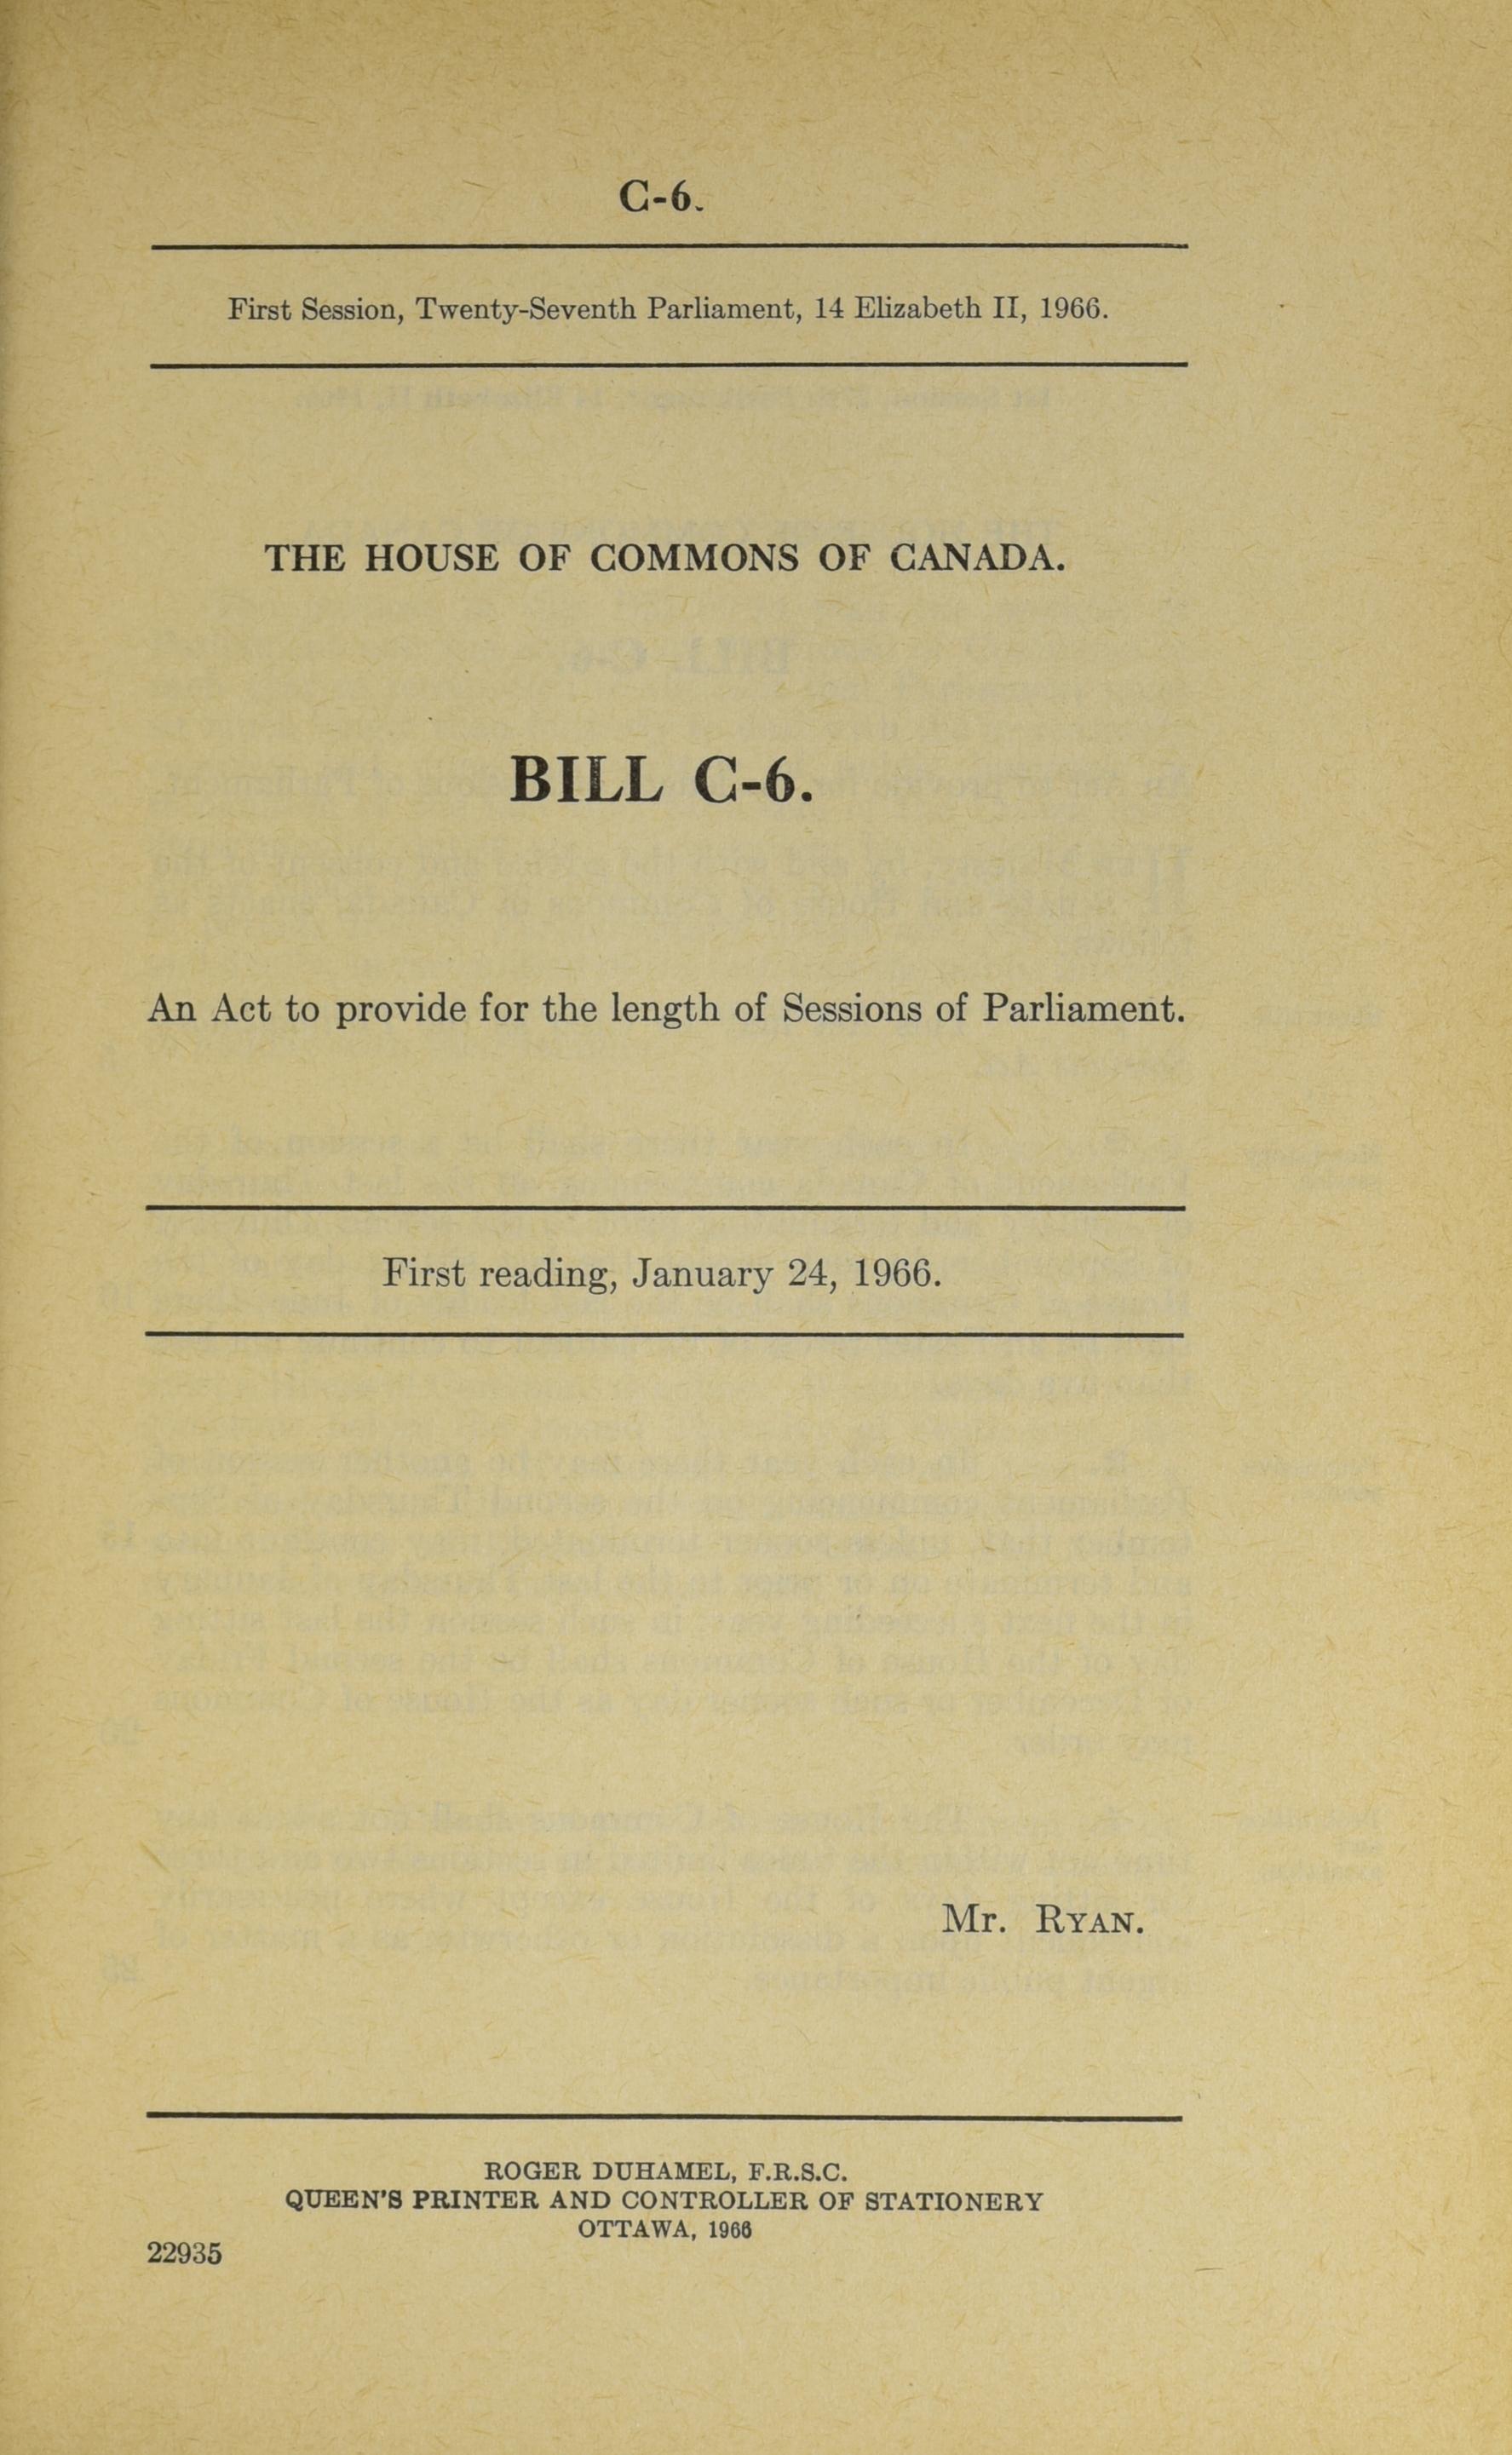 C-6.
First Session, Twenty-Seventh Parliament, 14 Elizabeth II, 1966.
THE HOUSE OF COMMONS OF CANADA.
BILL C-6.
An Act to provide for the length of Sessions of Parliament.
First reading, January 24, 1966.
Mr. RYAN.
ROGER DUHAMEL, F.R.S.C.
QUEEN'S PRINTER AND CONTROLLER OF STATIONERY
OTTAWA, 1966
22935